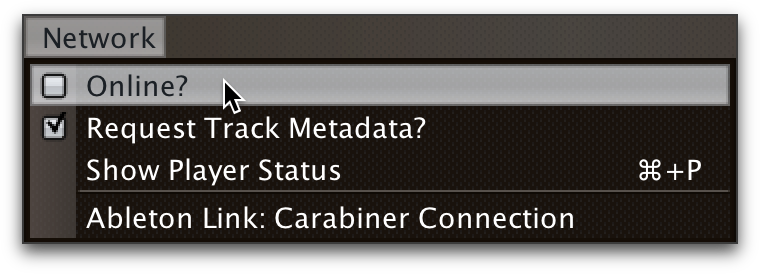 Network
Online?
Request Track Metadata?
Show Player Status ⌘+P
Ableton Link: Carabiner Connection